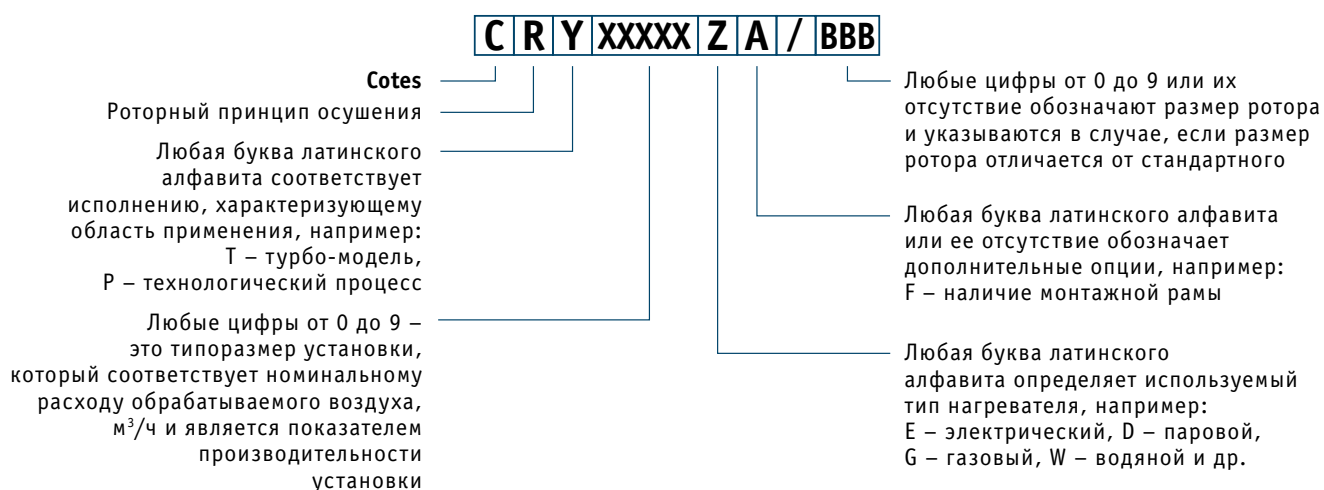 CRYXXXXXZA/BBB
Cotes
Роторный принцип осушения
Любая буква латинского
алфавита соответствует
исполнению, характеризующему
область применения, например:
T – турбо-модель,
P – технологический процесс
Любые цифры от 0 до 9 –
это типоразмер установки,
который соответствует номинальному
расходу обрабатываемого воздуха,
м³/ч и является показателем
производительности
установки
Любые цифры от 0 до 9 или их
отсутствие обозначают размер ротора
и указываются в случае, если размер
ротора отличается от стандартного
Любая буква латинского алфавита
или ее отсутствие обозначает
дополнительные опции, например:
F – наличие монтажной рамы
Любая буква латинского
алфавита определяет используемый
тип нагревателя, например:
E – электрический, D – паровой,
G – газовый, W – водяной и др.